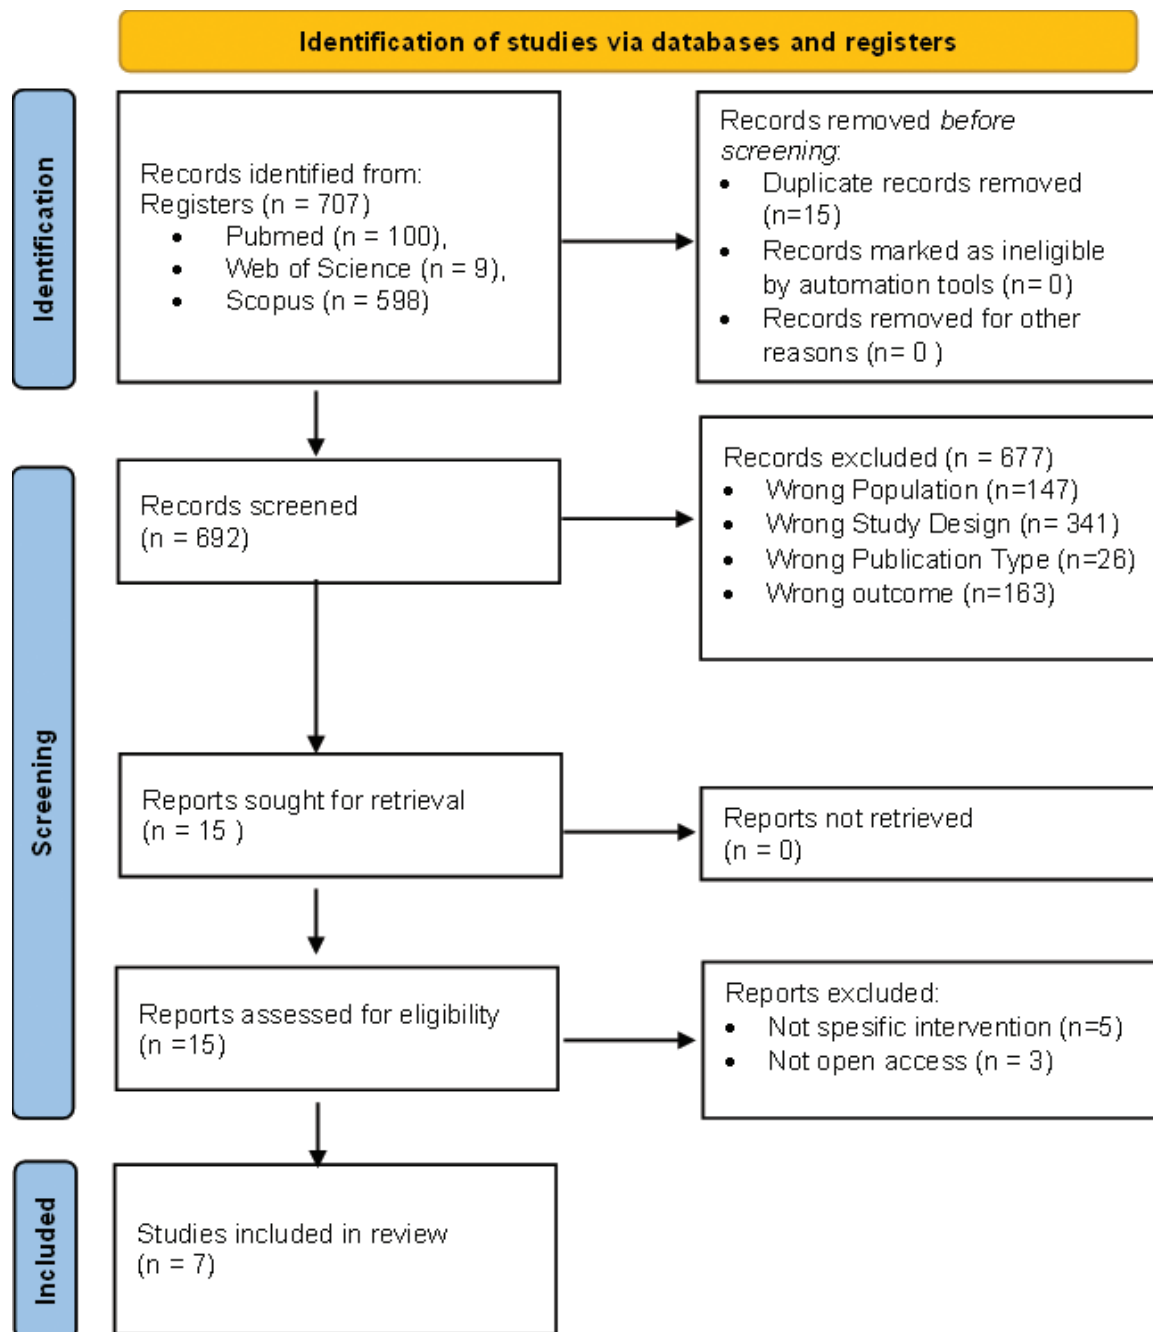 Identification of studies via databases and registers
Identification
Records identified from:
Registers (n = 707)
• Pubmed (n = 100),
• Web of Science (n = 9),
• Scopus (n = 598)
Records removed before
screening:
• Duplicate records removed
(n=15)
• Records marked as ineligible
by automation tools (n= 0)
• Records removed for other
reasons (n= 0 )
Screening
Records screened
(n = 692)
Records excluded (n = 677)
• Wrong Population (n=147)
• Wrong Study Design (n= 341)
• Wrong Publication Type (n=26)
• Wrong outcome (n=163)
Reports sought for retrieval
(n = 15 )
Reports not retrieved
(n = 0)
Reports assessed for eligibility
(n =15)
Reports excluded:
• Not spesific intervention (n=5)
• Not open access (n = 3)
Included
Studies included in review
(n = 7)